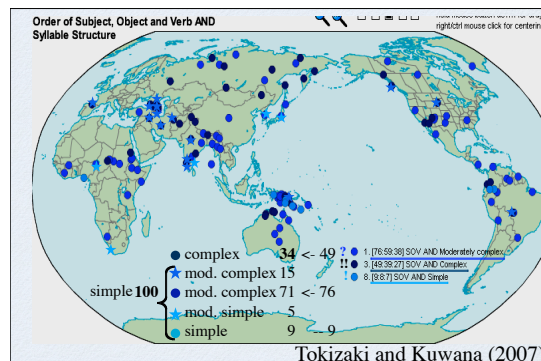 Order of Subject, Object and Verb AND
Syllable Structure
right/ctrl mouse click for centerin
complex 34 <- 49
mod. complex 15
simple 100
mod. complex 71 <- 76
mod. simple 5
simple 9 -- 9
? 1. [76:59:38] SOV AND Moderately complex
!! 3. [49:39:27] SOV AND Complex
! 8. [9:8:7] SOV AND Simple
Tokizaki and Kuwana (2007)